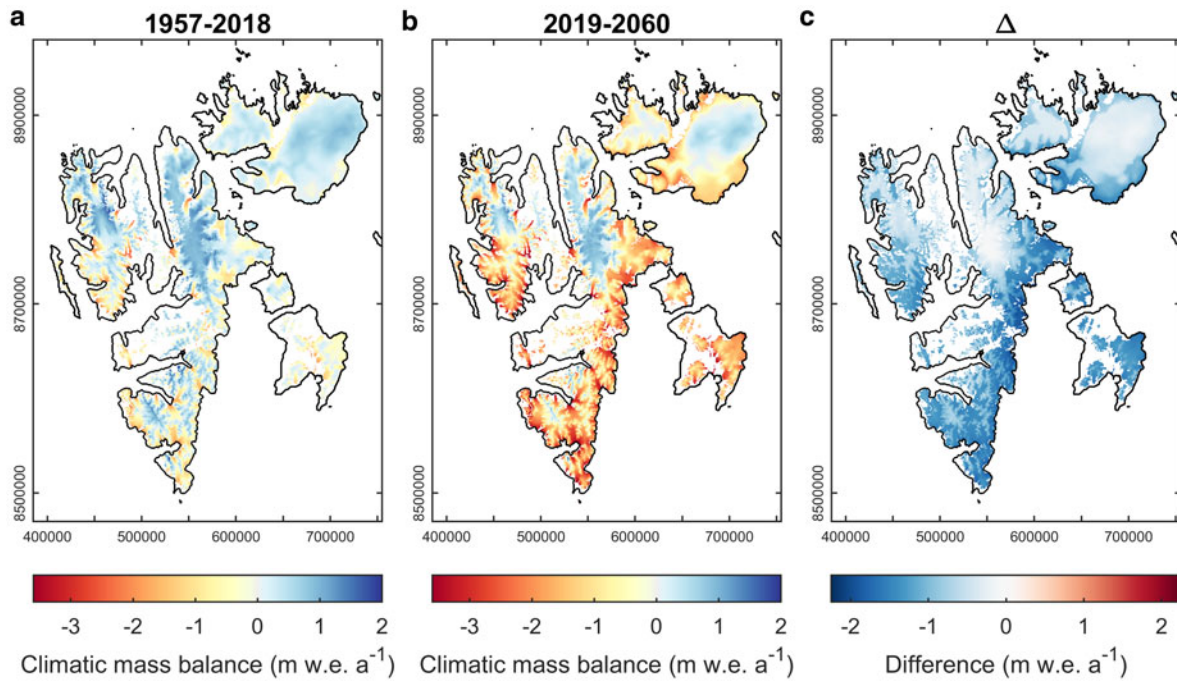 a 1957-2018
b 2019-2060
c Δ
8900000
8700000
8500000
400000 500000 600000 700000
8900000
8700000
8500000
400000 500000 600000 700000
8900000
8700000
8500000
400000 500000 600000 700000
-3 -2 -1 0 1 2
Climatic mass balance (m w.e. a⁻¹)
-3 -2 -1 0 1 2
Climatic mass balance (m w.e. a⁻¹)
-2 -1 0 1 2
Difference (m w.e. a⁻¹)